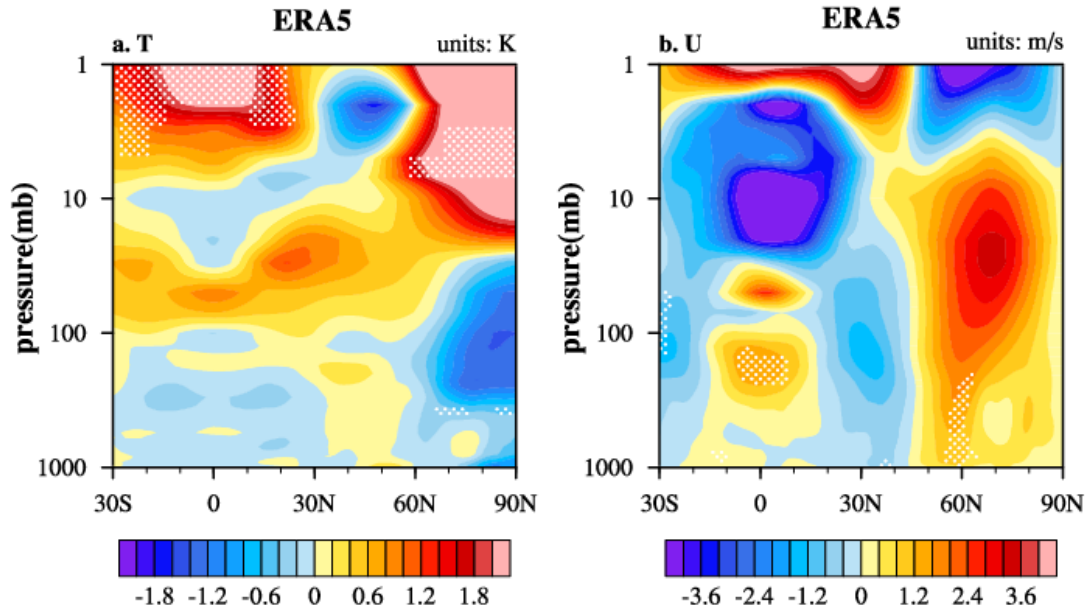 ERA5
a. T
units: K
pressure(mb)
1
10
100
1000
30S
0
30N
60N
90N
-1.8
-1.2
-0.6
0
0.6
1.2
1.8
ERA5
b. U
units: m/s
pressure(mb)
1
10
100
1000
30S
0
30N
60N
90N
-3.6
-2.4
-1.2
0
1.2
2.4
3.6